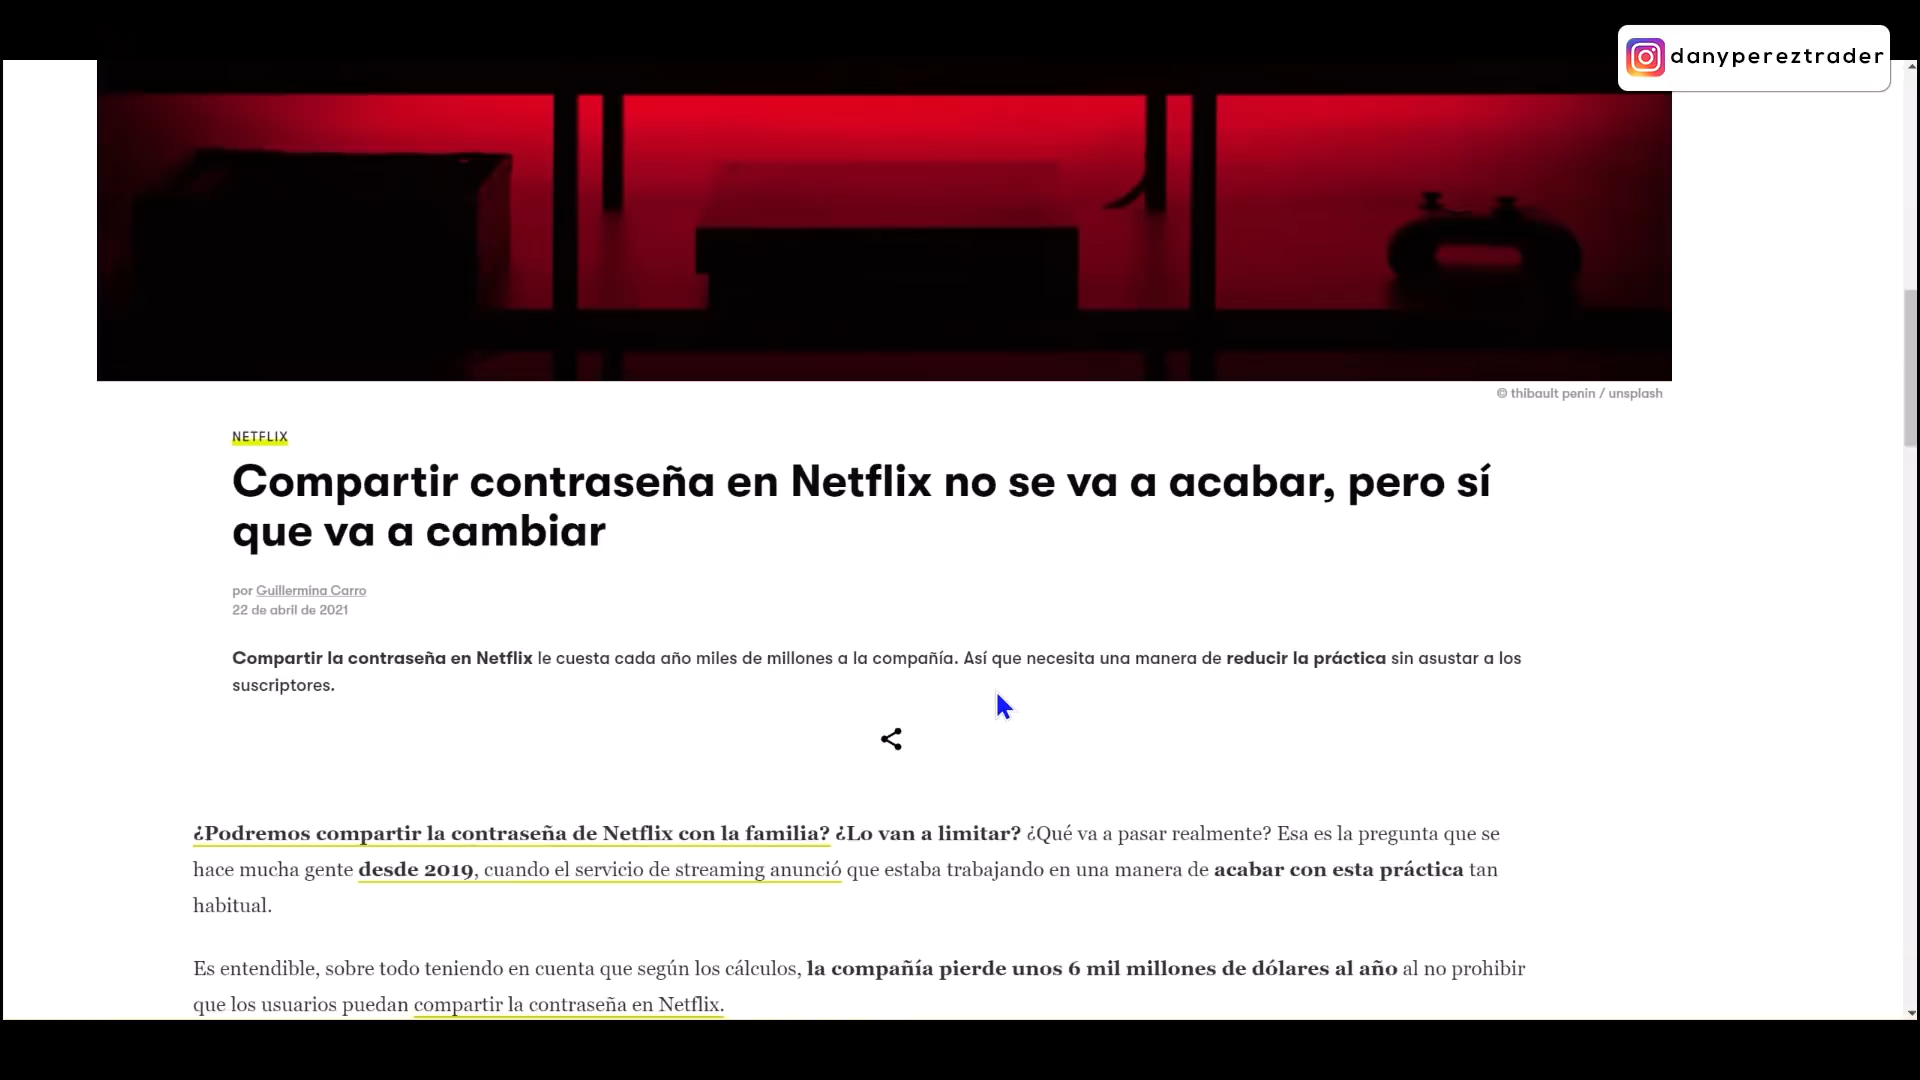 danypereztrader
© thibault penin / unsplash
NETFLIX
Compartir contraseña en Netflix no se va a acabar, pero sí
que va a cambiar
por Guillermina Carro
22 de abril de 2021
Compartir la contraseña en Netflix le cuesta cada año miles de millones a la compañía. Así que necesita una manera de reducir la práctica sin asustar a los
suscriptores.
¿Podremos compartir la contraseña de Netflix con la familia? ¿Lo van a limitar? ¿Qué va a pasar realmente? Esa es la pregunta que se
hace mucha gente desde 2019, cuando el servicio de streaming anunció que estaba trabajando en una manera de acabar con esta práctica tan
habitual.
Es entendible, sobre todo teniendo en cuenta que según los cálculos, la compañía pierde unos 6 mil millones de dólares al año al no prohibir
que los usuarios puedan compartir la contraseña en Netflix.